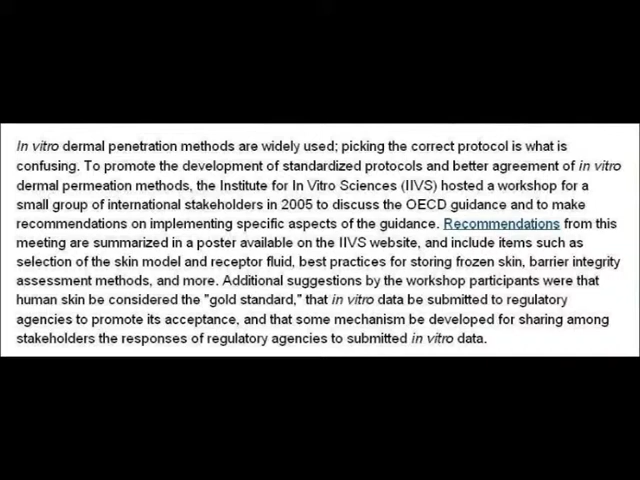 In vitro dermal penetration methods are widely used; picking the correct protocol is what is
confusing. To promote the development of standardized protocols and better agreement of in vitro
dermal permeation methods, the Institute for In Vitro Sciences (IIVS) hosted a workshop for a
small group of international stakeholders in 2005 to discuss the OECD guidance and to make
recommendations on implementing specific aspects of the guidance. Recommendations from this
meeting are summarized in a poster available on the IIVS website, and include items such as
selection of the skin model and receptor fluid, best practices for storing frozen skin, barrier integrity
assessment methods, and more. Additional suggestions by the workshop participants were that
human skin be considered the "gold standard," that in vitro data be submitted to regulatory
agencies to promote its acceptance, and that some mechanism be developed for sharing among
stakeholders the responses of regulatory agencies to submitted in vitro data.